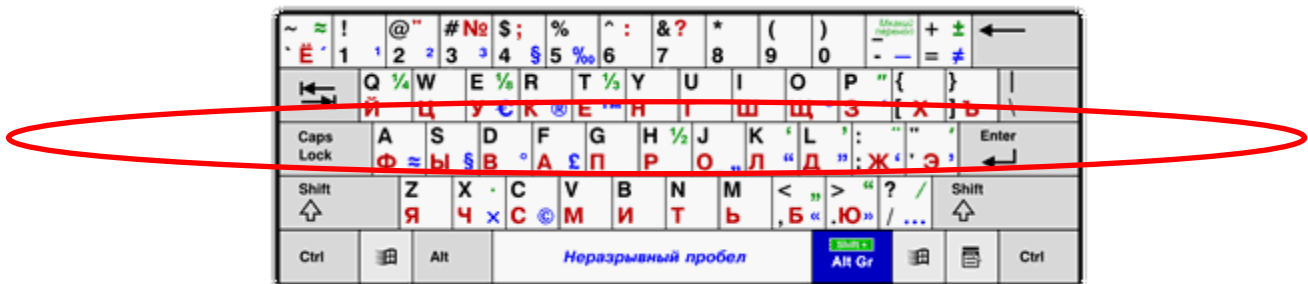 ~ ≈ ! @ " # № $ ; % ^ : & ? * ( ) Мягкий перенос _ + ±
` Ё ´ 1 ¹ 2 ² 3 ³ 4 § 5 ‰ 6 7 8 9 0 - — = ≠
Q ¼ W E ⅛ R T ⅓ Y U I O P " { } |
Й Ц У € К ® Е ™ Н Г Ш Щ З [ Х ] Ъ \
Caps Lock A S D F G H ½ J K ‘ L ’ : " Enter
Ф ≈ Ы § В ° А £ П Р О „ Л “ Д ” ; Ж ‘ ' Э ’
Shift Z X · C V B N M < „ > “ ? / Shift
Я Ч × С © М И Т Ь , Б « . Ю » / …
Ctrl Alt Неразрывный пробел Shift + Alt Gr Ctrl